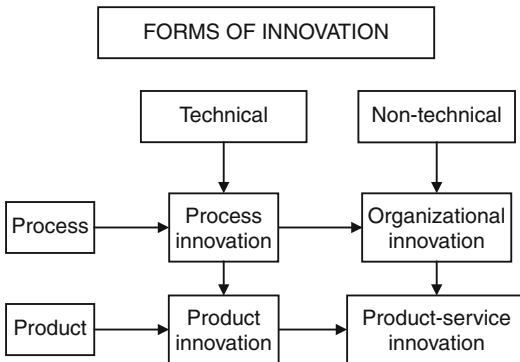 FORMS OF INNOVATION
Technical
Non-technical
Process
Process
innovation
Organizational
innovation
Product
Product
innovation
Product-service
innovation